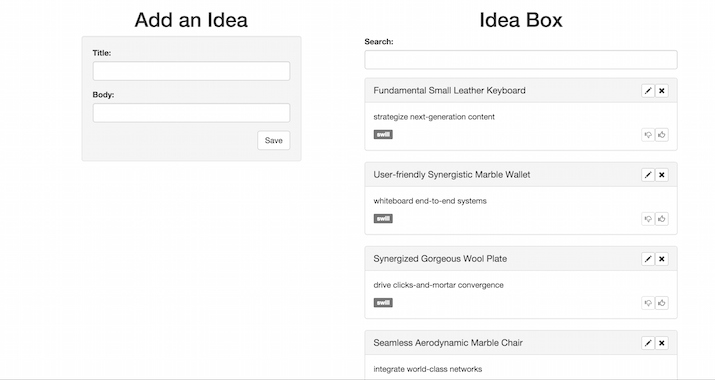 Add an Idea
Title:
Body:
Save
Idea Box
Search:
Fundamental Small Leather Keyboard
strategize next-generation content
swill
User-friendly Synergistic Marble Wallet
whiteboard end-to-end systems
swill
Synergized Gorgeous Wool Plate
drive clicks-and-mortar convergence
swill
Seamless Aerodynamic Marble Chair
integrate world-class networks